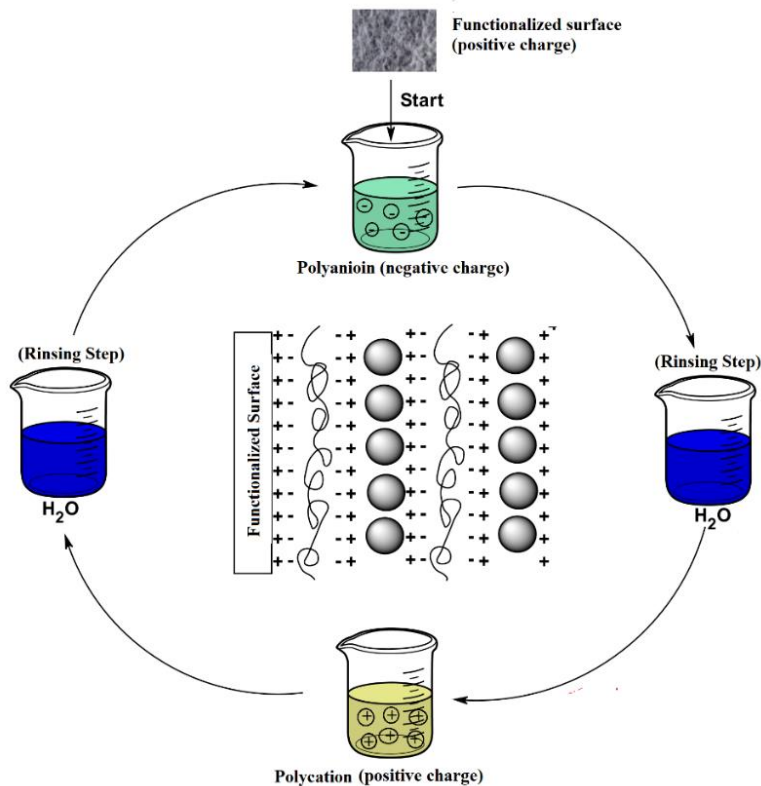 Functionalized surface
(positive charge)
Start
Polyanioin (negative charge)
(Rinsing Step)
H2O
(Rinsing Step)
H2O
Functionalized Surface
+- -+ +- -+ +
+- -+ +- -+ +
+- -+ +- -+ +
+- -+ +- -+ +
+- -+ +- -+ +
+- -+ +- -+ +
+- -+ +- -+ +
+- -+ +- -+ +
+- -+ +- -+ +
+- -+ +- -+ +
+- -+ +- -+ +
Polycation (positive charge)